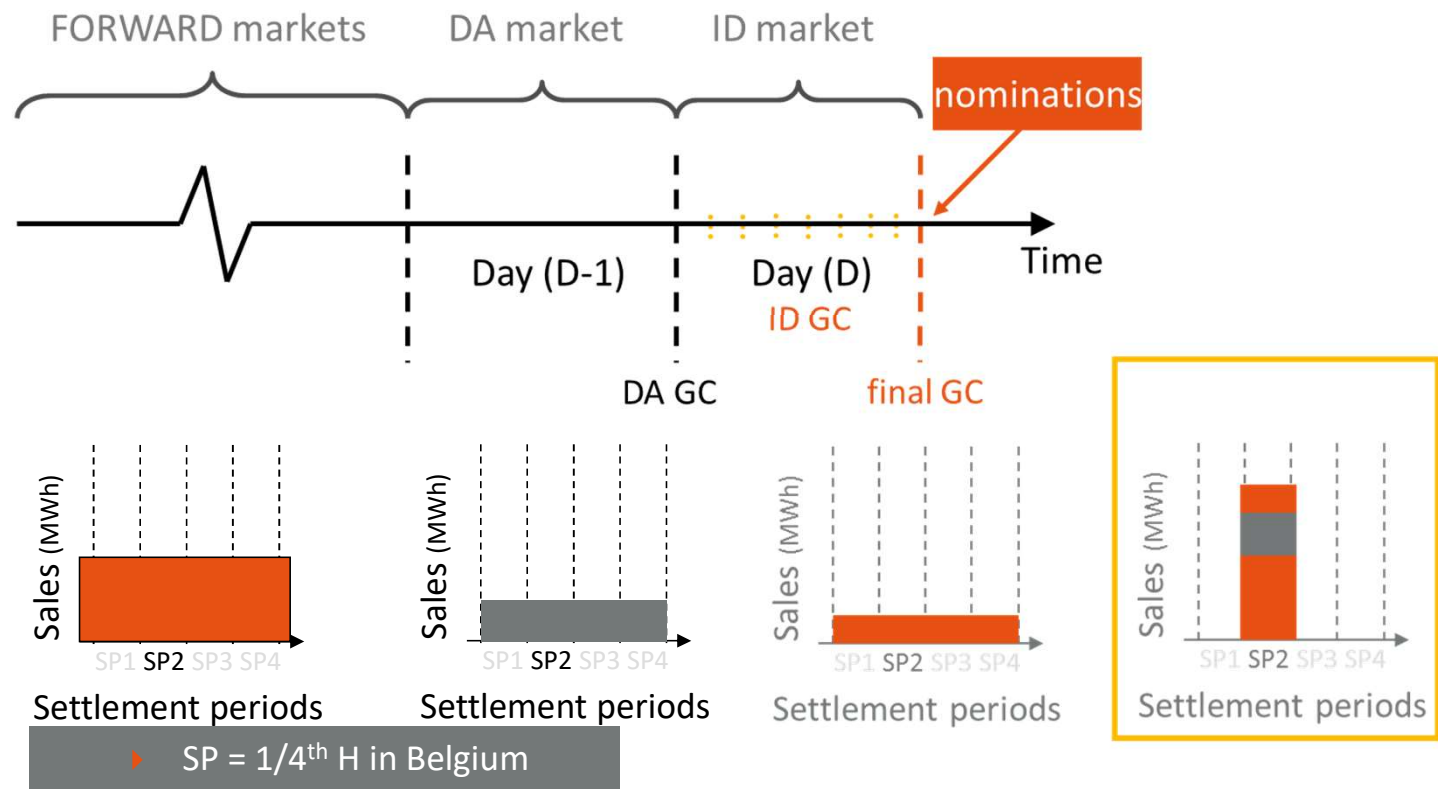 FORWARD markets
DA market
ID market
nominations
Day (D-1)
Day (D)
Time
ID GC
DA GC
final GC
Sales (MWh)
SP1 SP2 SP3 SP4
Settlement periods
Sales (MWh)
SP1 SP2 SP3 SP4
Settlement periods
Sales (MWh)
SP1 SP2 SP3 SP4
Settlement periods
Sales (MWh)
SP1 SP2 SP3 SP4
Settlement periods
SP = 1/4th H in Belgium